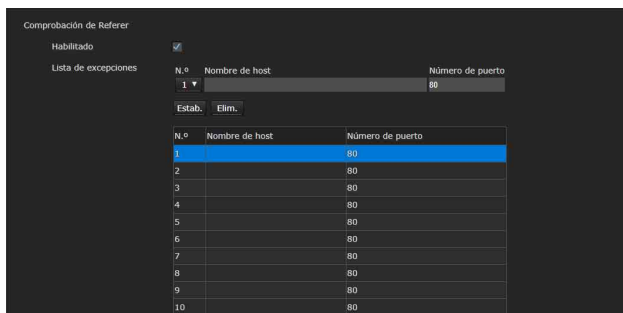 Comprobación de Referer
Habilitado
Lista de excepciones N.º Nombre de host Número de puerto
1 80
Estab. Elim.
N.º Nombre de host Número de puerto
1 80
2 80
3 80
4 80
5 80
6 80
7 80
8 80
9 80
10 80